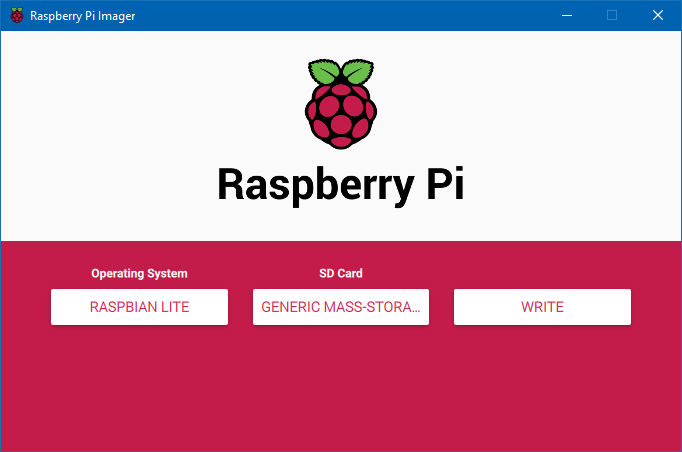 Raspberry Pi Imager
Raspberry Pi
Operating System
SD Card
RASPBIAN LITE
GENERIC MASS-STORA...
WRITE